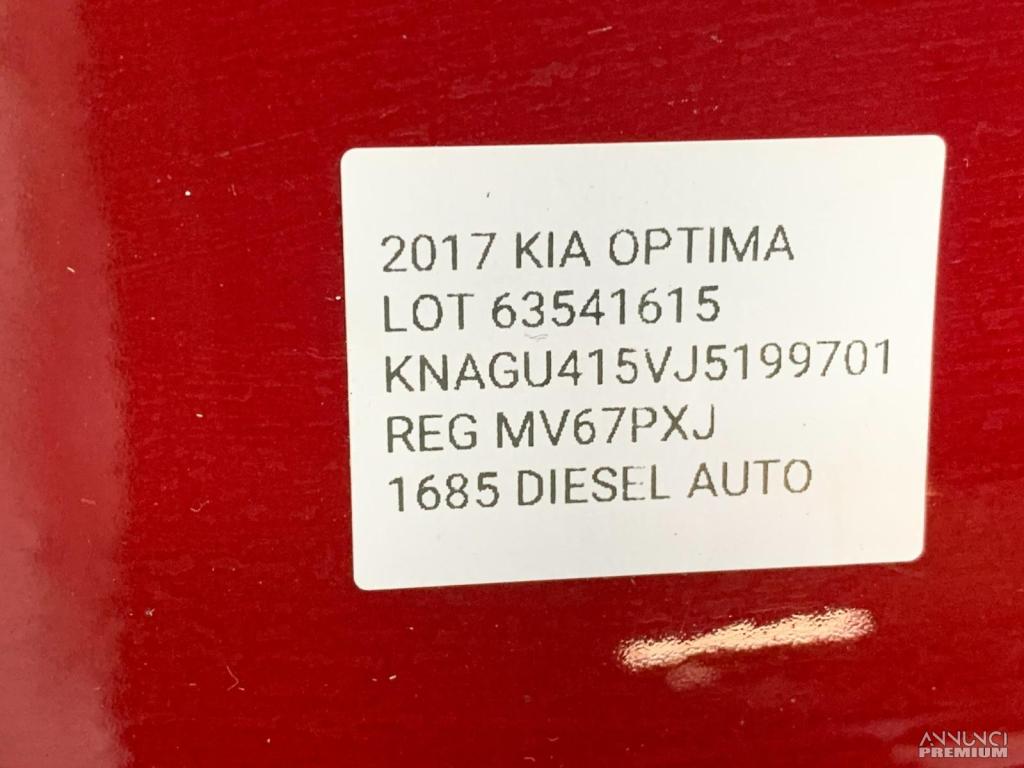 2017 KIA OPTIMA
LOT 63541615
KNAGU415VJ5199701
REG MV67PXJ
1685 DIESEL AUTO
ANNUNCI
PREMIUM